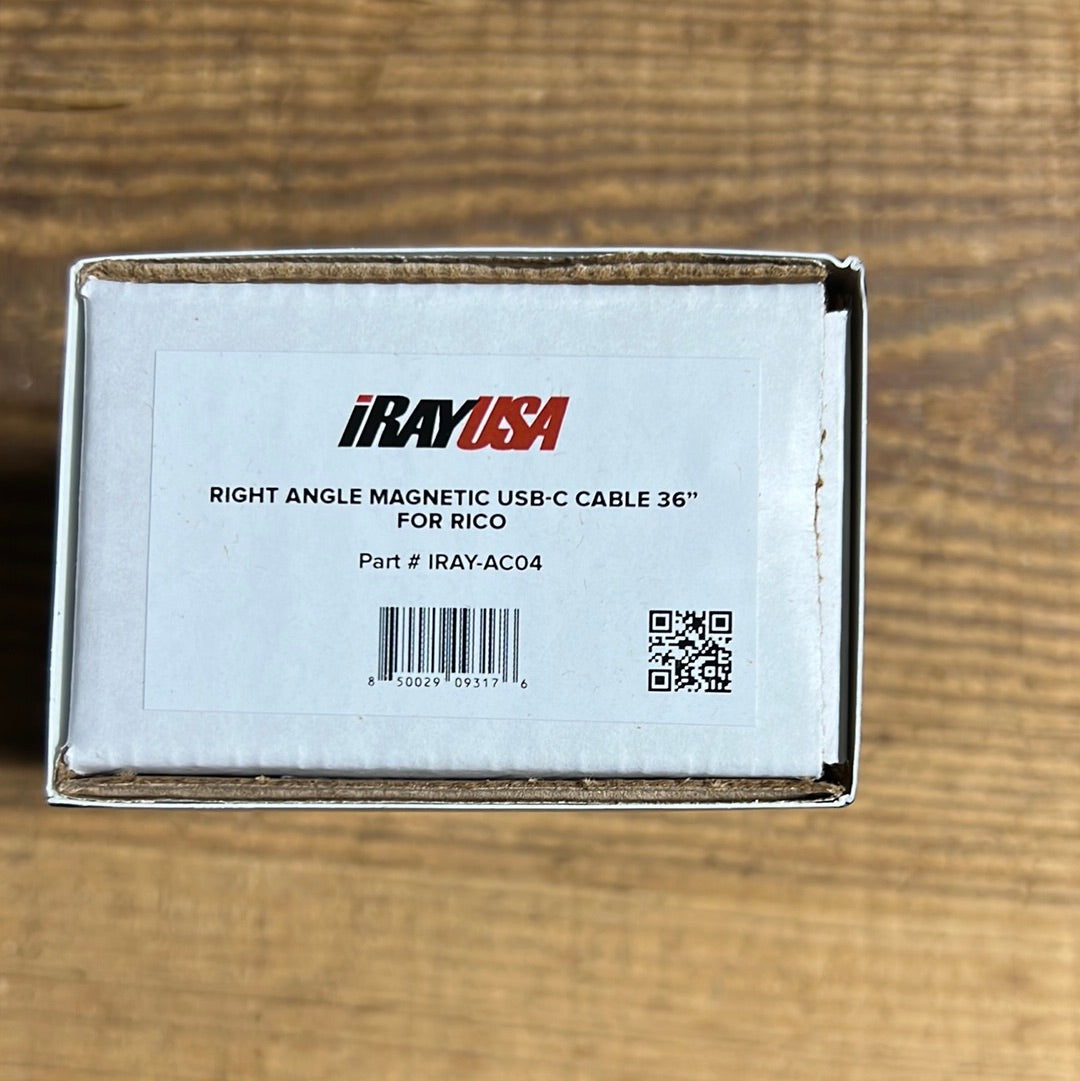 iRAYUSA
RIGHT ANGLE MAGNETIC USB-C CABLE 36”
FOR RICO
Part # IRAY-AC04
8 50029 09317 6